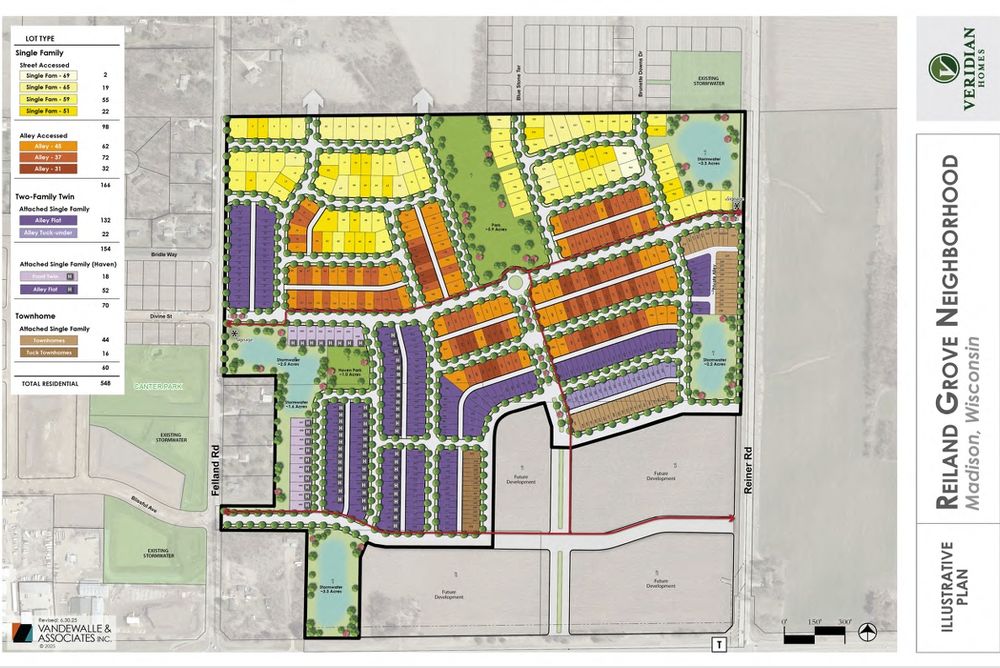 LOT TYPE
Single Family
Street Accessed
Single Fam - 69 2
Single Fam - 65 19
Single Fam - 59 55
Single Fam - 51 22
98
Alley Accessed
Alley - 45 62
Alley - 37 72
Alley - 31 32
166
Two-Family Twin
Attached Single Family
Alley Flat 132
Alley Tuck-under 22
154
Attached Single Family (Haven)
Front Twin H 18
Alley Flat H 52
70
Townhome
Attached Single Family
Townhomes 44
Tuck Townhomes 16
60
TOTAL RESIDENTIAL 548
Blue Stone Ter
Brunette Downs Dr
EXISTING
STORMWATER
Stormwater
~3.5 Acres
Park
~5.9 Acres
Bridle Way
Divine St
Signage
Stormwater
~2.0 Acres
Haven Park
~1.0 Acres
Stormwater
~2.2 Acres
Stormwater
~1.6 Acres
CANTER PARK
EXISTING
STORMWATER
Felland Rd
Reiner Rd
Blissful Ave
Future
Development
Future
Development
EXISTING
STORMWATER
Stormwater
~3.0 Acres
Future
Development
Future
Development
Revised: 6.30.25
VANDEWALLE &
ASSOCIATES INC.
© 2025
T
0' 150' 300'
VERIDIAN
HOMES
REILAND GROVE NEIGHBORHOOD
Madison, Wisconsin
ILLUSTRATIVE
PLAN